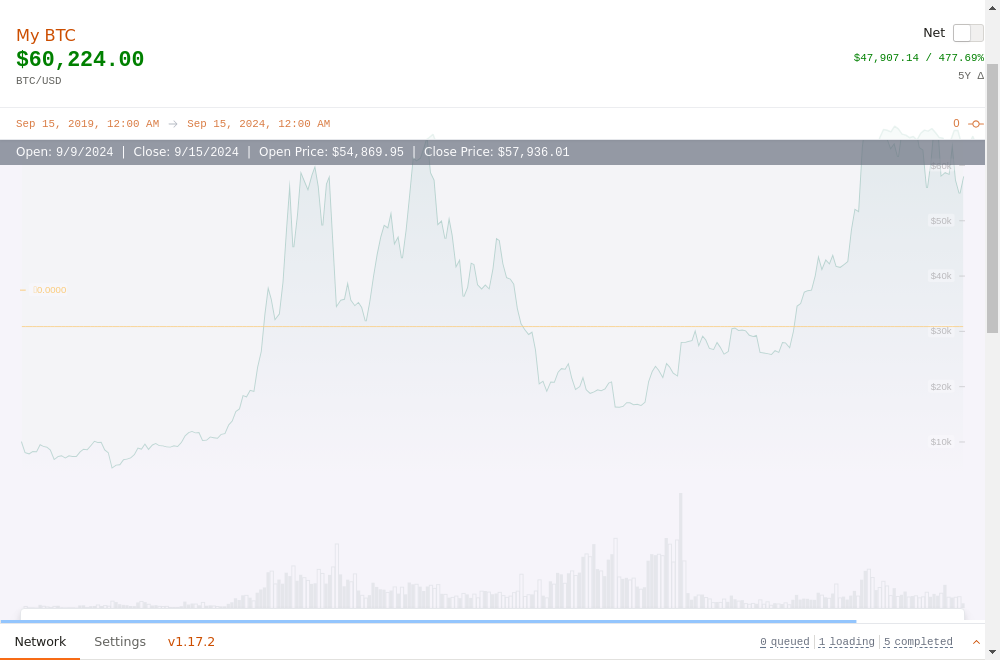 My BTC
Net
$60,224.00
$47,907.14 / 477.69%
BTC/USD
5Y Δ
Sep 15, 2019, 12:00 AM → Sep 15, 2024, 12:00 AM
0
Open: 9/9/2024 | Close: 9/15/2024 | Open Price: $54,869.95 | Close Price: $57,936.01
$60k
$50k
$40k
0.0000
$30k
$20k
$10k
Network Settings v1.17.2
0 queued 1 loading 5 completed